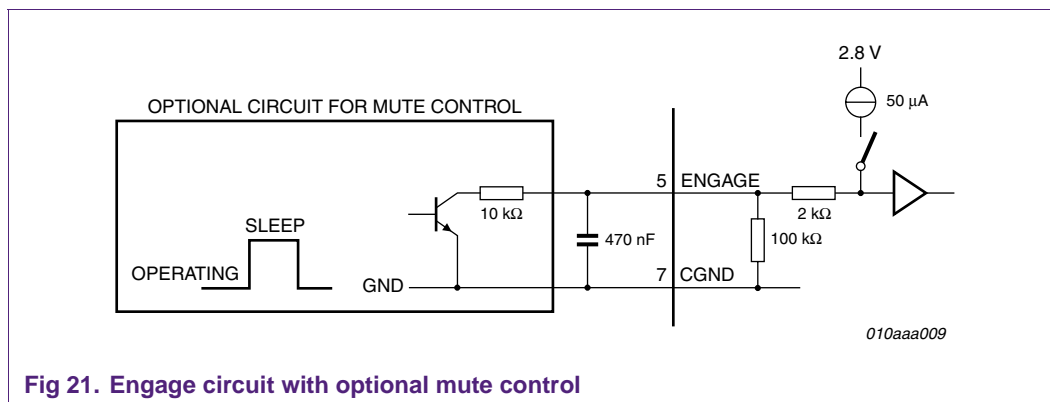 2.8 V
50 μA
OPTIONAL CIRCUIT FOR MUTE CONTROL
5 ENGAGE
10 kΩ
2 kΩ
SLEEP
470 nF
100 kΩ
OPERATING
GND
7 CGND
010aaa009
Fig 21. Engage circuit with optional mute control